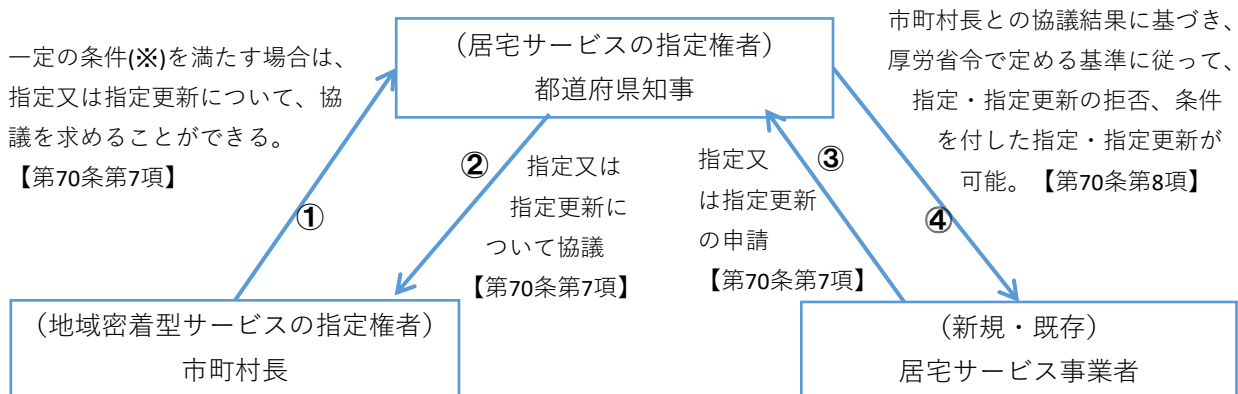 一定の条件(※)を満たす場合は、
指定又は指定更新について、協
議を求めることができる。
【第70条第7項】
（居宅サービスの指定権者）
都道府県知事
市町村長との協議結果に基づき、
厚労省令で定める基準に従って、
指定・指定更新の拒否、条件
を付した指定・指定更新が
可能。【第70条第8項】
①
②
指定又は
指定更新に
ついて協議
【第70条第7項】
指定又
は指定更新
の申請
【第70条第7項】
③
④
（地域密着型サービスの指定権者）
市町村長
（新規・既存）
居宅サービス事業者